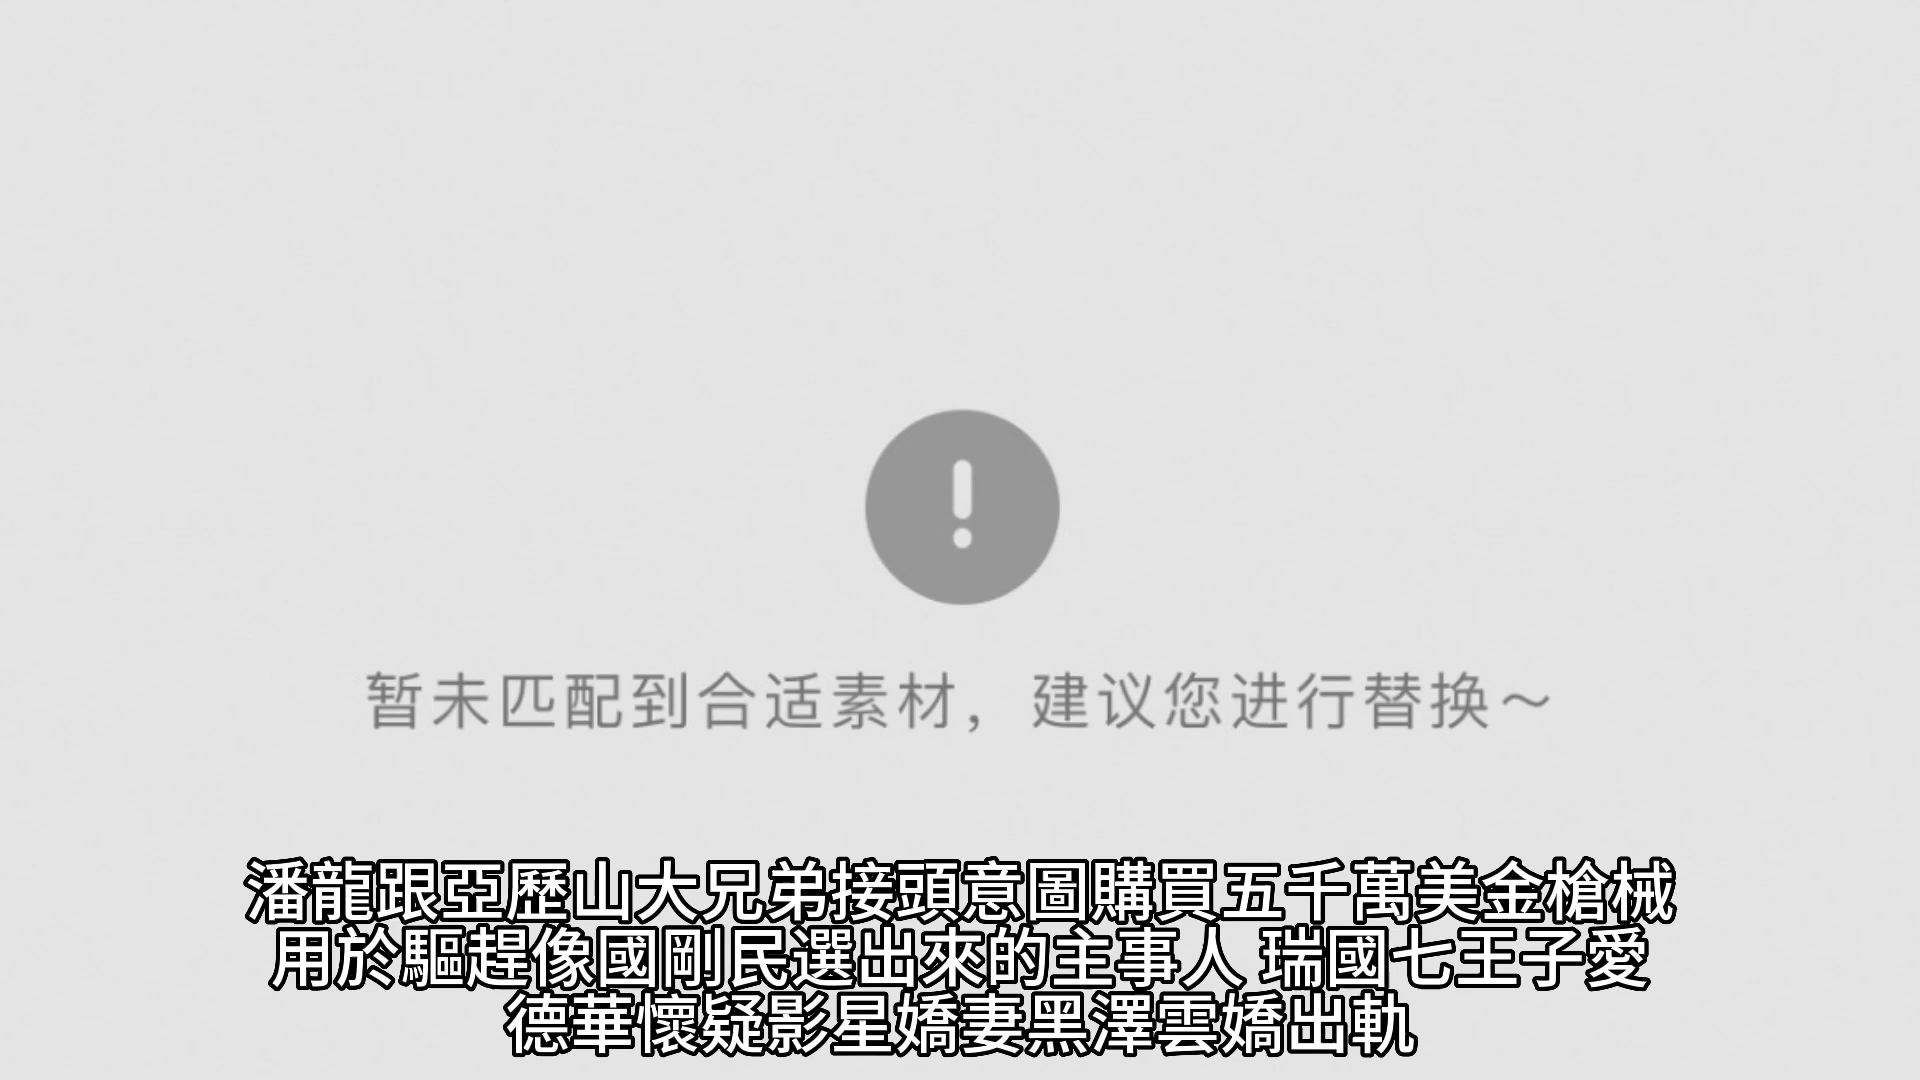 暂未匹配到合适素材，建议您进行替换～
潘龍跟亞歷山大兄弟接頭意圖購買五千萬美金槍械
用於驅趕像國剛民選出來的主事人 瑞國七王子愛
德華懷疑影星嬌妻黑澤雲嬌出軌